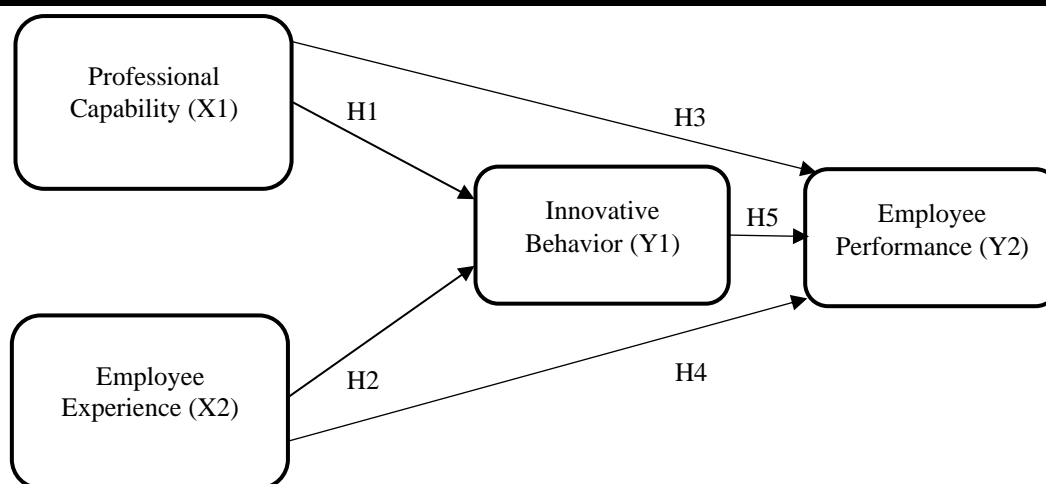 Professional
Capability (X1)
H1
H3
Innovative
Behavior (Y1)
H5
Employee
Performance (Y2)
Employee
Experience (X2)
H2
H4